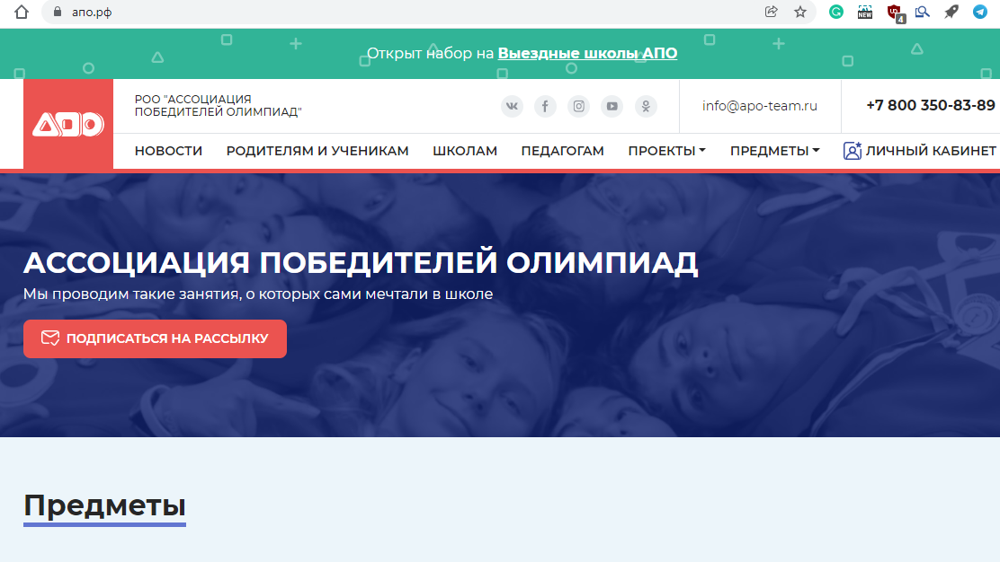 апо.рф
NEW
4
Открыт набор на Выездные школы АПО
АПО
РОО "АССОЦИАЦИЯ
ПОБЕДИТЕЛЕЙ ОЛИМПИАД"
info@apo-team.ru
+7 800 350-83-89
НОВОСТИ РОДИТЕЛЯМ И УЧЕНИКАМ ШКОЛАМ ПЕДАГОГАМ ПРОЕКТЫ ПРЕДМЕТЫ ЛИЧНЫЙ КАБИНЕТ
АССОЦИАЦИЯ ПОБЕДИТЕЛЕЙ ОЛИМПИАД
Мы проводим такие занятия, о которых сами мечтали в школе
ПОДПИСАТЬСЯ НА РАССЫЛКУ
Предметы